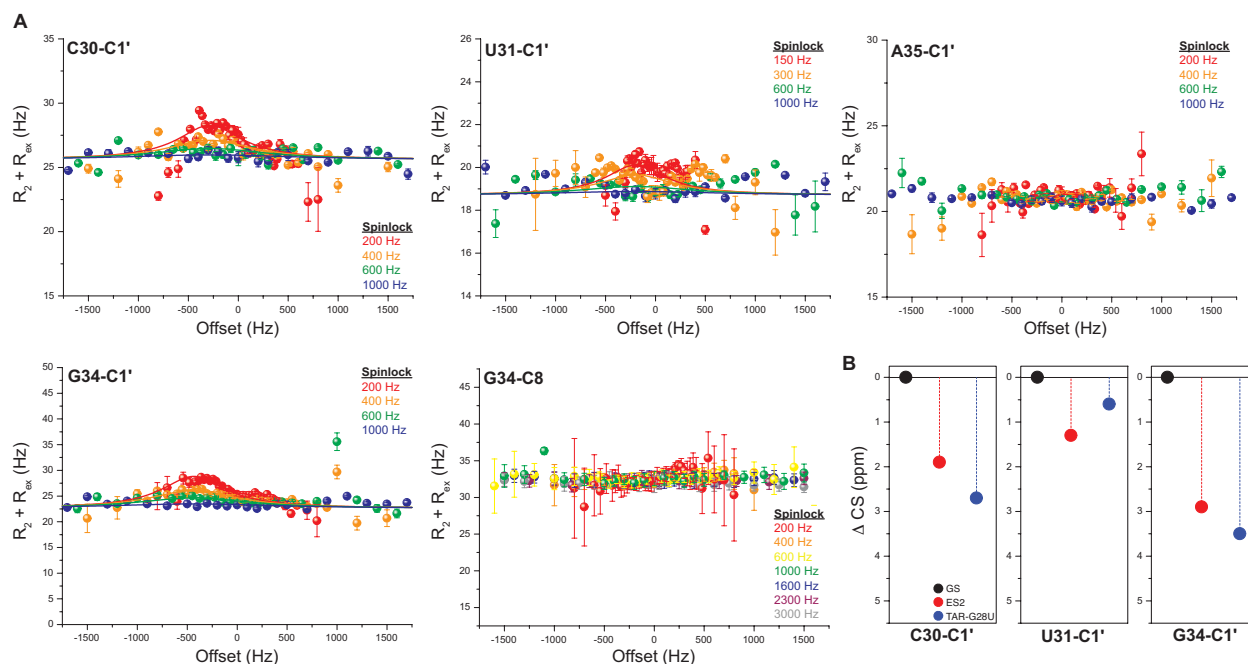 A
C30-C1'
R2 + Rex (Hz)
35
30
25
20
15
Spinlock
200 Hz
400 Hz
600 Hz
1000 Hz
-1500 -1000 -500 0 500 1000 1500
Offset (Hz)
U31-C1'
R2 + Rex (Hz)
26
24
22
20
18
16
14
Spinlock
150 Hz
300 Hz
600 Hz
1000 Hz
-1500 -1000 -500 0 500 1000 1500
Offset (Hz)
A35-C1'
R2 + Rex (Hz)
30
25
20
15
Spinlock
200 Hz
400 Hz
600 Hz
1000 Hz
-1500 -1000 -500 0 500 1000 1500
Offset (Hz)
G34-C1'
R2 + Rex (Hz)
50
45
40
35
30
25
20
15
10
5
0
Spinlock
200 Hz
400 Hz
600 Hz
1000 Hz
-1500 -1000 -500 0 500 1000 1500
Offset (Hz)
G34-C8
R2 + Rex (Hz)
45
40
35
30
25
20
15
Spinlock
200 Hz
400 Hz
600 Hz
1000 Hz
1600 Hz
2300 Hz
3000 Hz
-1500 -1000 -500 0 500 1000 1500
Offset (Hz)
B
Δ CS (ppm)
0
1
2
3
4
5
GS
ES2
TAR-G28U
C30-C1'
0
1
2
3
4
5
U31-C1'
0
1
2
3
4
5
G34-C1'